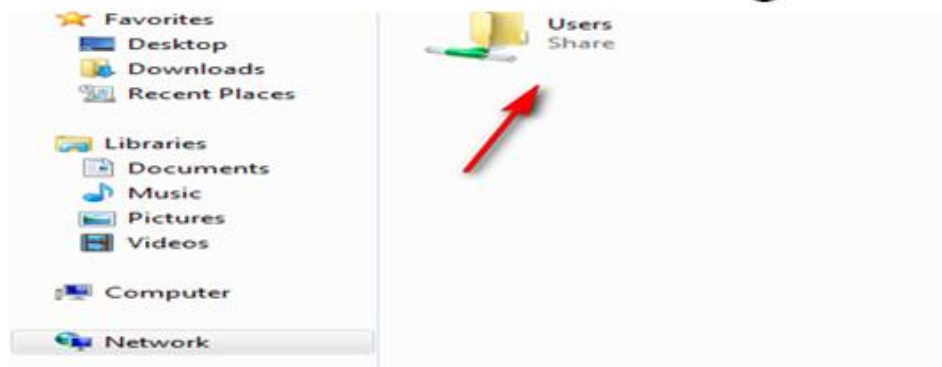 Favorites
Desktop
Downloads
Recent Places
Libraries
Documents
Music
Pictures
Videos
Computer
Network
Users
Share